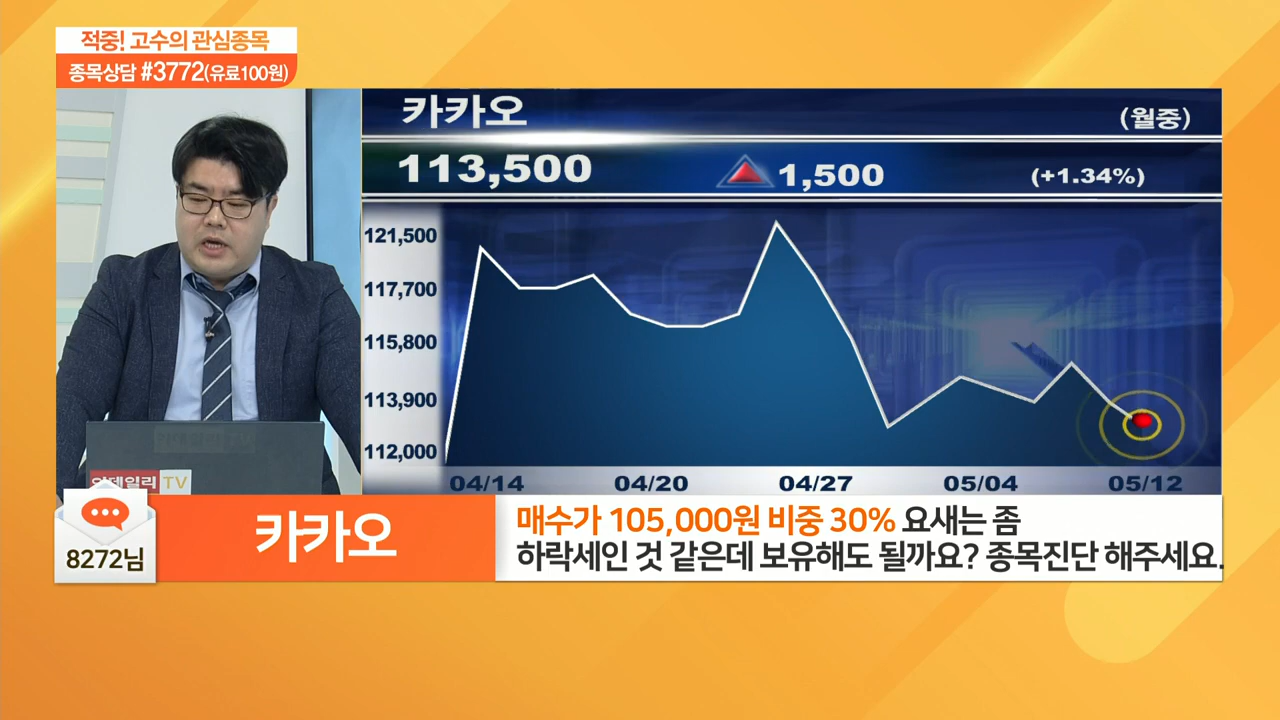 적중! 고수의 관심종목
종목상담 #3772(유료100원)
카카오
(월중)
113,500
1,500
(+1.34%)
121,500
117,700
115,800
113,900
112,000
04/14
04/20
04/27
05/04
05/12
이데일리 TV
8272님
카카오
매수가 105,000원 비중 30% 요새는 좀
하락세인 것 같은데 보유해도 될까요? 종목진단 해주세요.